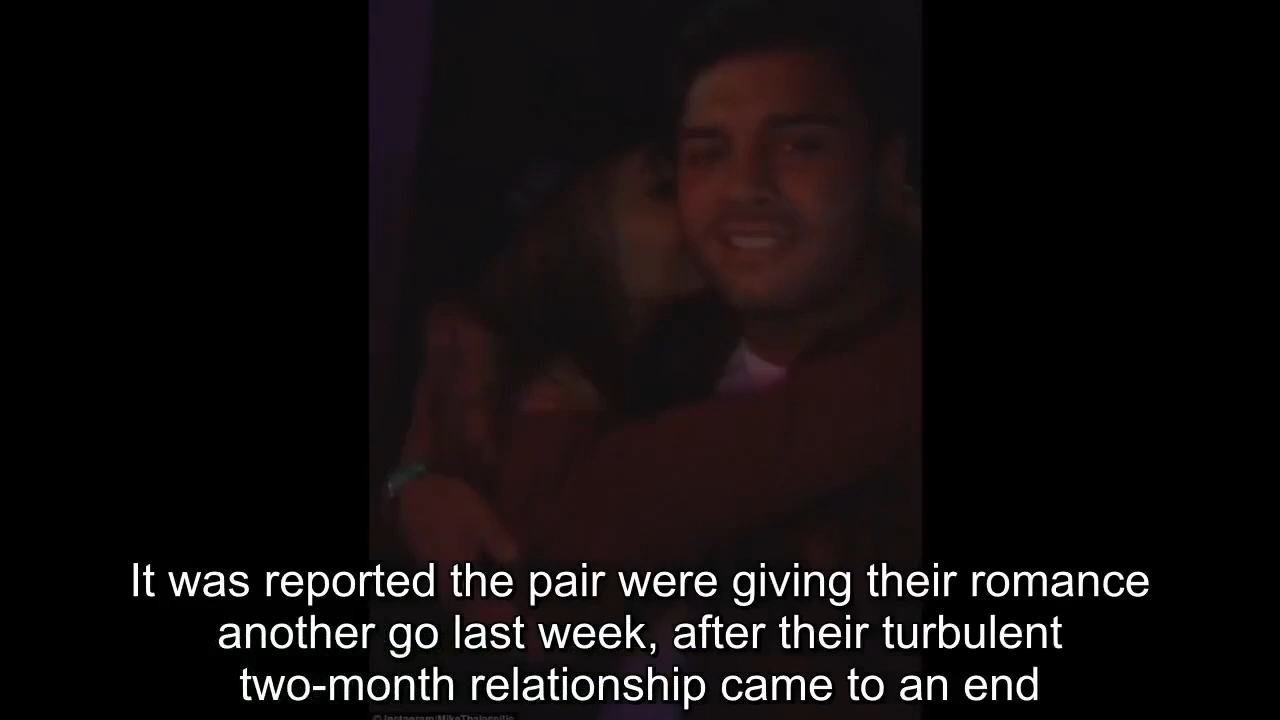 It was reported the pair were giving their romance
another go last week, after their turbulent
two-month relationship came to an end